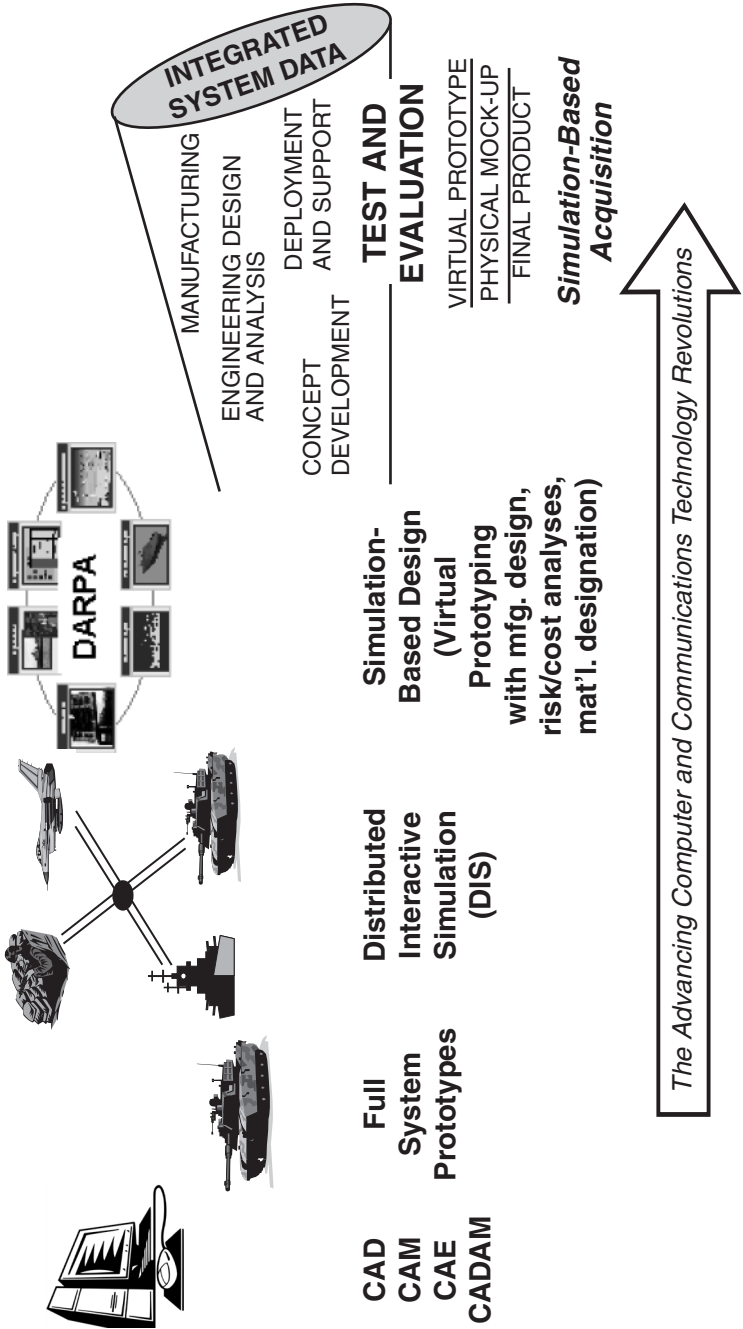 CAD
CAM
CAE
CADAM
Full
System
Prototypes
Distributed
Interactive
Simulation
(DIS)
DARPA
Simulation-
Based Design
(Virtual
Prototyping
with mfg. design,
risk/cost analyses,
mat'l. designation)
INTEGRATED
SYSTEM DATA
MANUFACTURING
ENGINEERING DESIGN
AND ANALYSIS
DEPLOYMENT
AND SUPPORT
CONCEPT
DEVELOPMENT
TEST AND
EVALUATION
VIRTUAL PROTOTYPE
PHYSICAL MOCK-UP
FINAL PRODUCT
Simulation-Based
Acquisition
The Advancing Computer and Communications Technology Revolutions